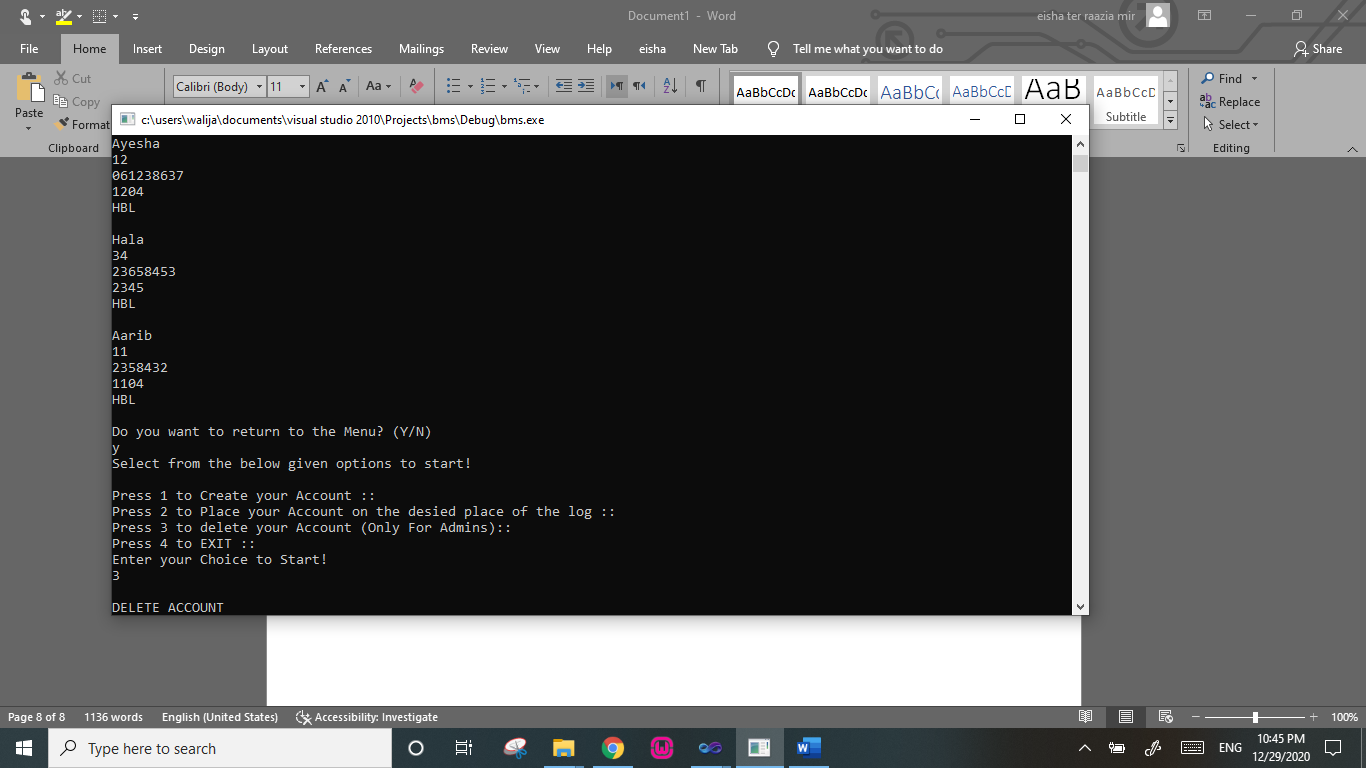 Document1 - Word
eisha ter raazia mir
File Home Insert Design Layout References Mailings Review View Help eisha New Tab Tell me what you want to do Share
Paste
Cut
Copy
Format
Clipboard
Calibri (Body) 11
Aa
AaBbCcDc AaBbCcDc AaBbCc AaBbCcD AaB AaBbCcD
Subtitle
Find
Replace
Select
Editing
c:\users\walija\documents\visual studio 2010\Projects\bms\Debug\bms.exe
Ayesha
12
061238637
1204
HBL
Hala
34
23658453
2345
HBL
Aarib
11
2358432
1104
HBL
Do you want to return to the Menu? (Y/N)
y
Select from the below given options to start!
Press 1 to Create your Account ::
Press 2 to Place your Account on the desied place of the log ::
Press 3 to delete your Account (Only For Admins)::
Press 4 to EXIT ::
Enter your Choice to Start!
3
DELETE ACCOUNT
Page 8 of 8 1136 words English (United States) Accessibility: Investigate 100%
Type here to search
ENG
10:45 PM
12/29/2020